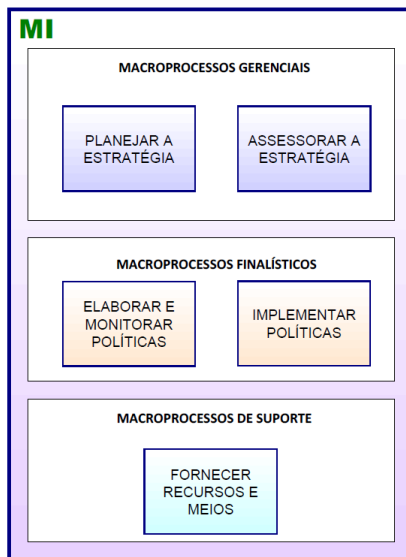 MI
MACROPROCESSOS GERENCIAIS
PLANEJAR A
ESTRATÉGIA
ASSESSORAR A
ESTRATÉGIA
MACROPROCESSOS FINALÍSTICOS
ELABORAR E
MONITORAR
POLÍTICAS
IMPLEMENTAR
POLÍTICAS
MACROPROCESSOS DE SUPORTE
FORNECER
RECURSOS E
MEIOS